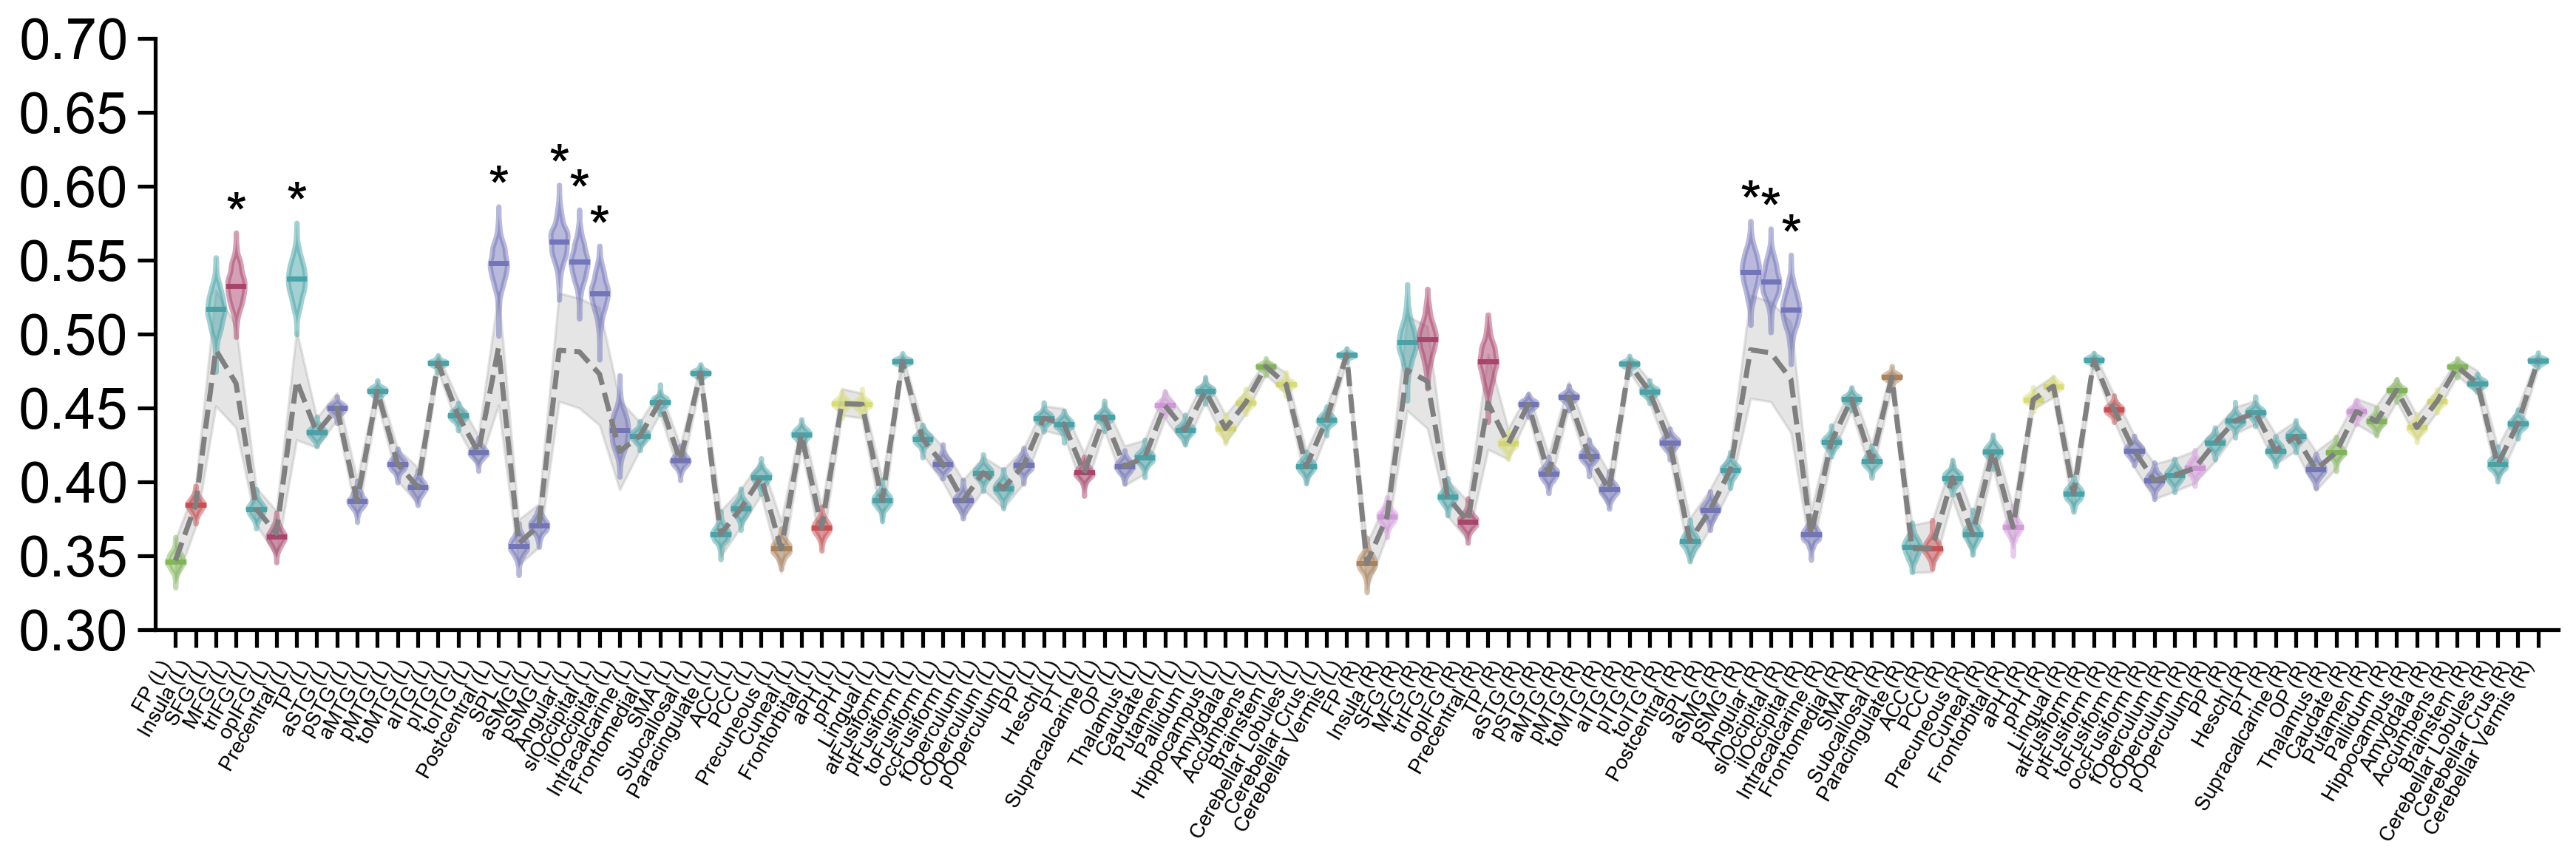 0.70
0.65
0.60
0.55
0.50
0.45
0.40
0.35
0.30
* * * * * * * * *
FP (L)
Insula (L)
SFG (L)
MFG (L)
triFG (L)
opIFG (L)
Precentral (L)
TP (L)
aSTG (L)
pSTG (L)
aMTG (L)
pMTG (L)
toMTG (L)
aITG (L)
pITG (L)
toITG (L)
Postcentral (L)
SPL (L)
aSMG (L)
pSMG (L)
Angular (L)
slOccipital (L)
ilOccipital (L)
Intracalcarine (L)
Frontomedial (L)
SMA (L)
Subcallosal (L)
Paracingulate (L)
ACC (L)
PCC (L)
Precuneous (L)
Cuneal (L)
Frontorbital (L)
aPH (L)
pPH (L)
Lingual (L)
atFusiform (L)
ptFusiform (L)
toFusiform (L)
occFusiform (L)
fOperculum (L)
cOperculum (L)
pOperculum (L)
PP (L)
Heschl (L)
PT (L)
Supracalcarine (L)
OP (L)
Thalamus (L)
Caudate (L)
Putamen (L)
Pallidum (L)
Hippocampus (L)
Amygdala (L)
Accumbens (L)
Brainstem (L)
Cerebellar Lobules (L)
Cerebellar Crus (L)
Cerebellar Vermis (L)
FP (R)
Insula (R)
SFG (R)
MFG (R)
triFG (R)
opIFG (R)
Precentral (R)
TP (R)
aSTG (R)
pSTG (R)
aMTG (R)
pMTG (R)
toMTG (R)
aITG (R)
pITG (R)
toITG (R)
Postcentral (R)
SPL (R)
aSMG (R)
pSMG (R)
Angular (R)
slOccipital (R)
ilOccipital (R)
Intracalcarine (R)
Frontomedial (R)
SMA (R)
Subcallosal (R)
Paracingulate (R)
ACC (R)
PCC (R)
Precuneous (R)
Cuneal (R)
Frontorbital (R)
aPH (R)
pPH (R)
Lingual (R)
atFusiform (R)
ptFusiform (R)
toFusiform (R)
occFusiform (R)
fOperculum (R)
cOperculum (R)
pOperculum (R)
PP (R)
Heschl (R)
PT (R)
Supracalcarine (R)
OP (R)
Thalamus (R)
Caudate (R)
Putamen (R)
Pallidum (R)
Hippocampus (R)
Amygdala (R)
Accumbens (R)
Brainstem (R)
Cerebellar Lobules (R)
Cerebellar Crus (R)
Cerebellar Vermis (R)